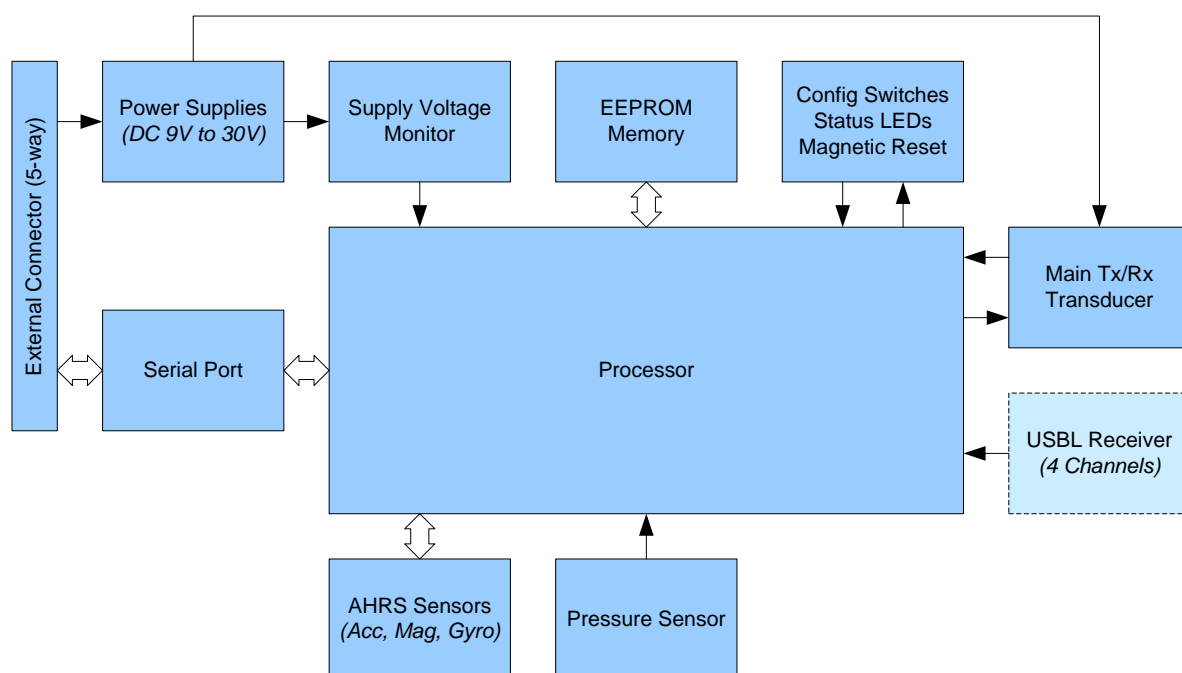 External Connector (5-way)
Power Supplies
(DC 9V to 30V)
Supply Voltage
Monitor
EEPROM
Memory
Config Switches
Status LEDs
Magnetic Reset
Main Tx/Rx
Transducer
Serial Port
Processor
USBL Receiver
(4 Channels)
AHRS Sensors
(Acc, Mag, Gyro)
Pressure Sensor